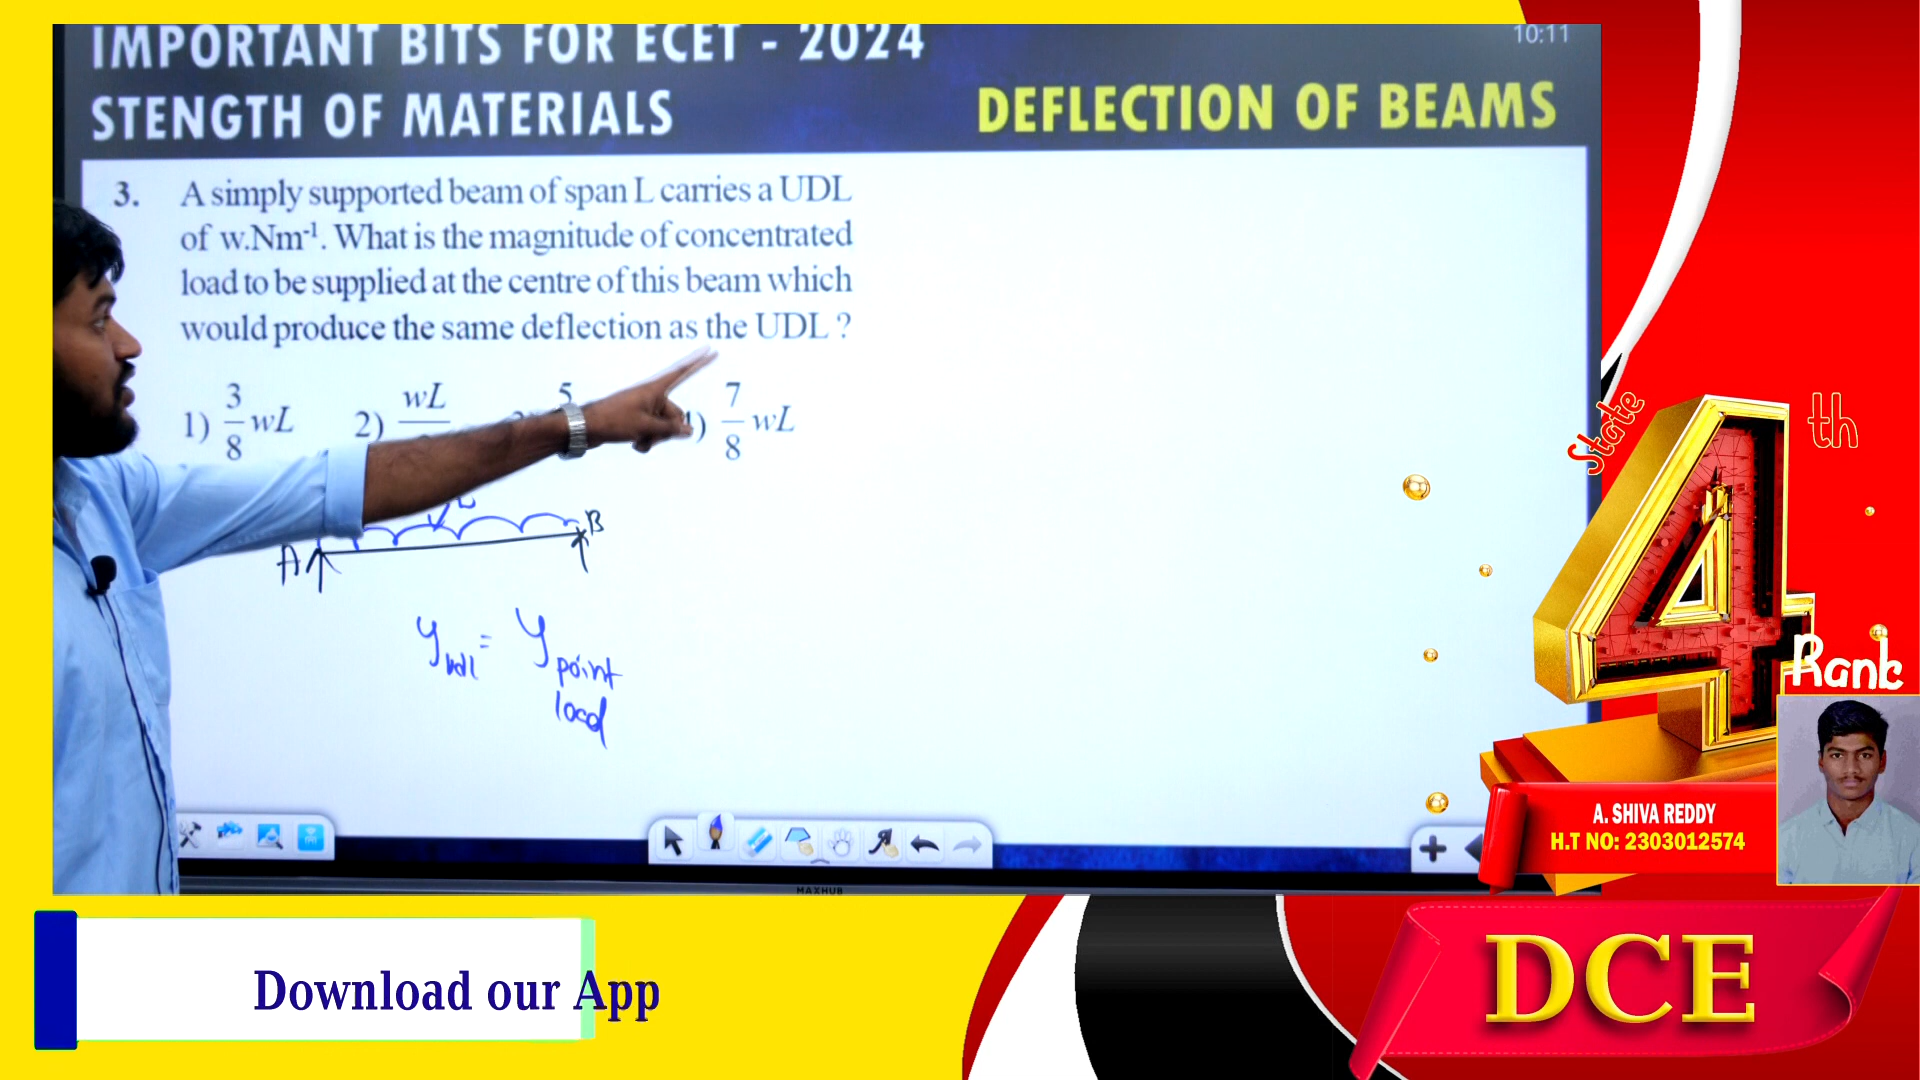 IMPORTANT BITS FOR ECET - 2024
10:11
STENGTH OF MATERIALS
DEFLECTION OF BEAMS
3. A simply supported beam of span L carries a UDL
of w.Nm⁻¹. What is the magnitude of concentrated
load to be supplied at the centre of this beam which
would produce the same deflection as the UDL ?
1) 3/8 wL 2) wL 5 4) 7/8 wL
A B
y udl = y point
load
MAXHUB
State 4 th
Rank
A. SHIVA REDDY
H.T NO: 2303012574
DCE
Download our App